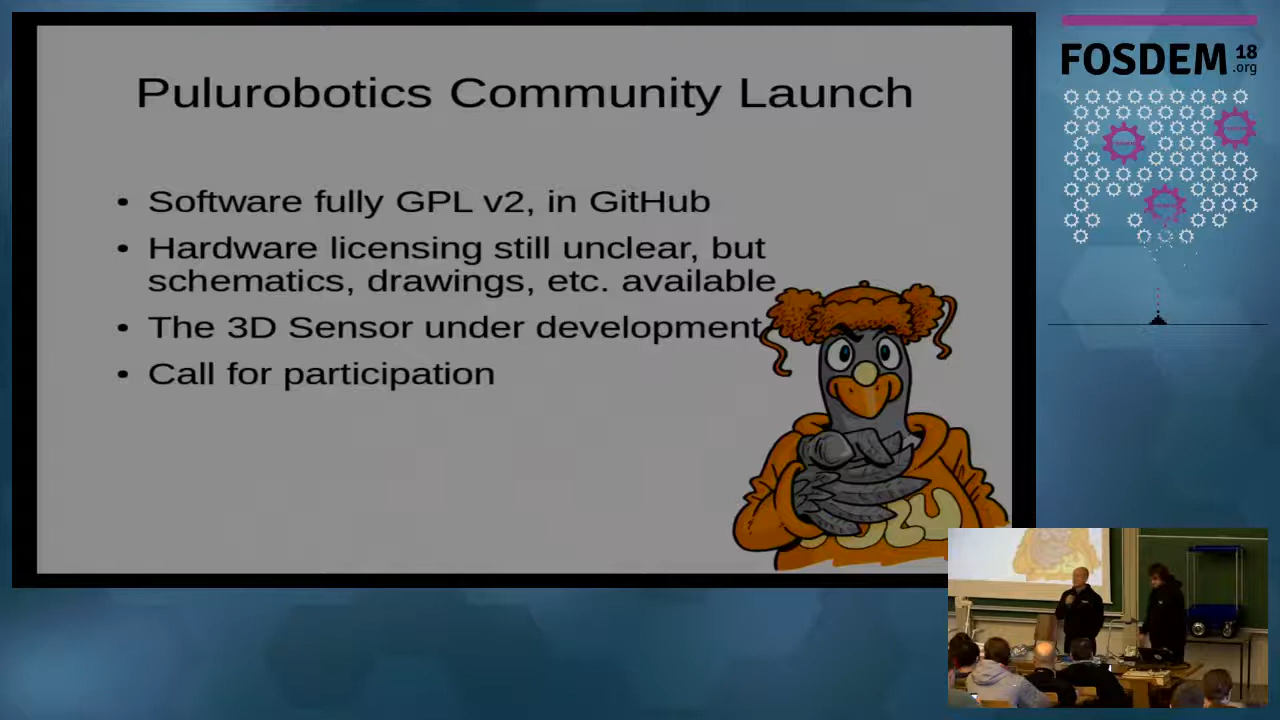 Pulurobotics Community Launch
• Software fully GPL v2, in GitHub
• Hardware licensing still unclear, but
schematics, drawings, etc. available
• The 3D Sensor under development
• Call for participation
FOSDEM 18
.org